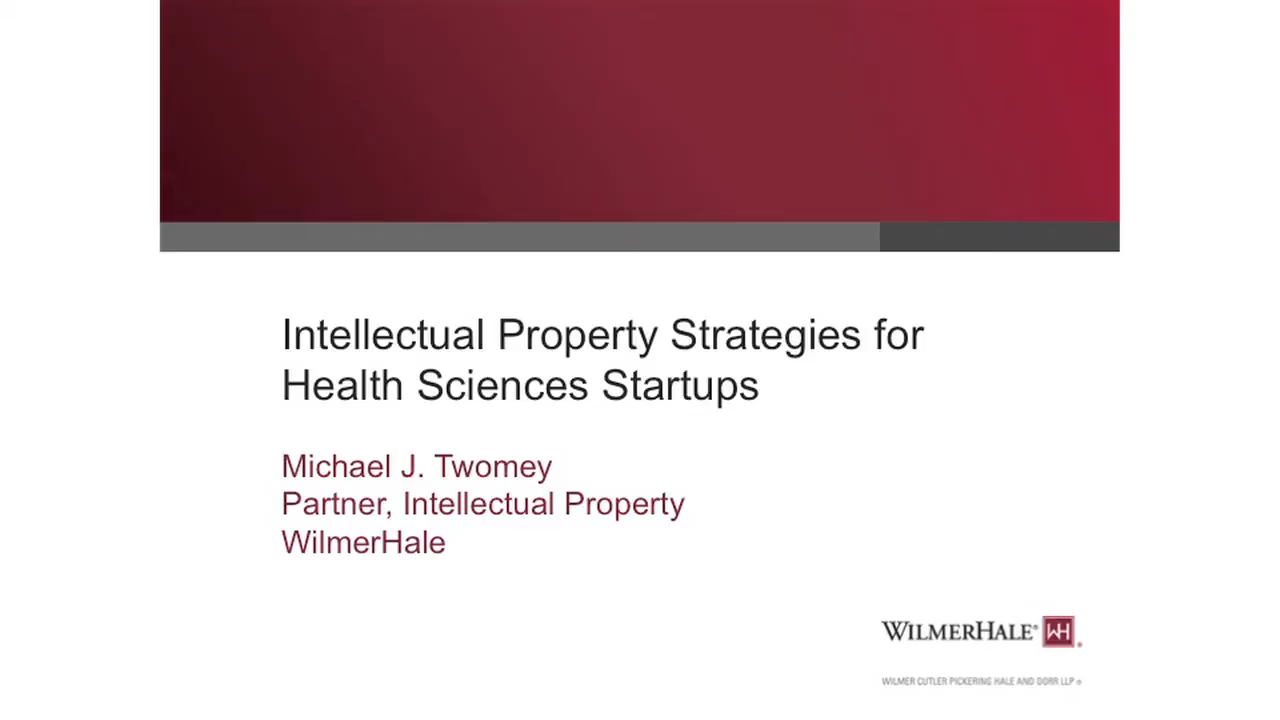 Intellectual Property Strategies for
Health Sciences Startups
Michael J. Twomey
Partner, Intellectual Property
WilmerHale
WILMERHALE® WH ®
WILMER CUTLER PICKERING HALE AND DORR LLP ®